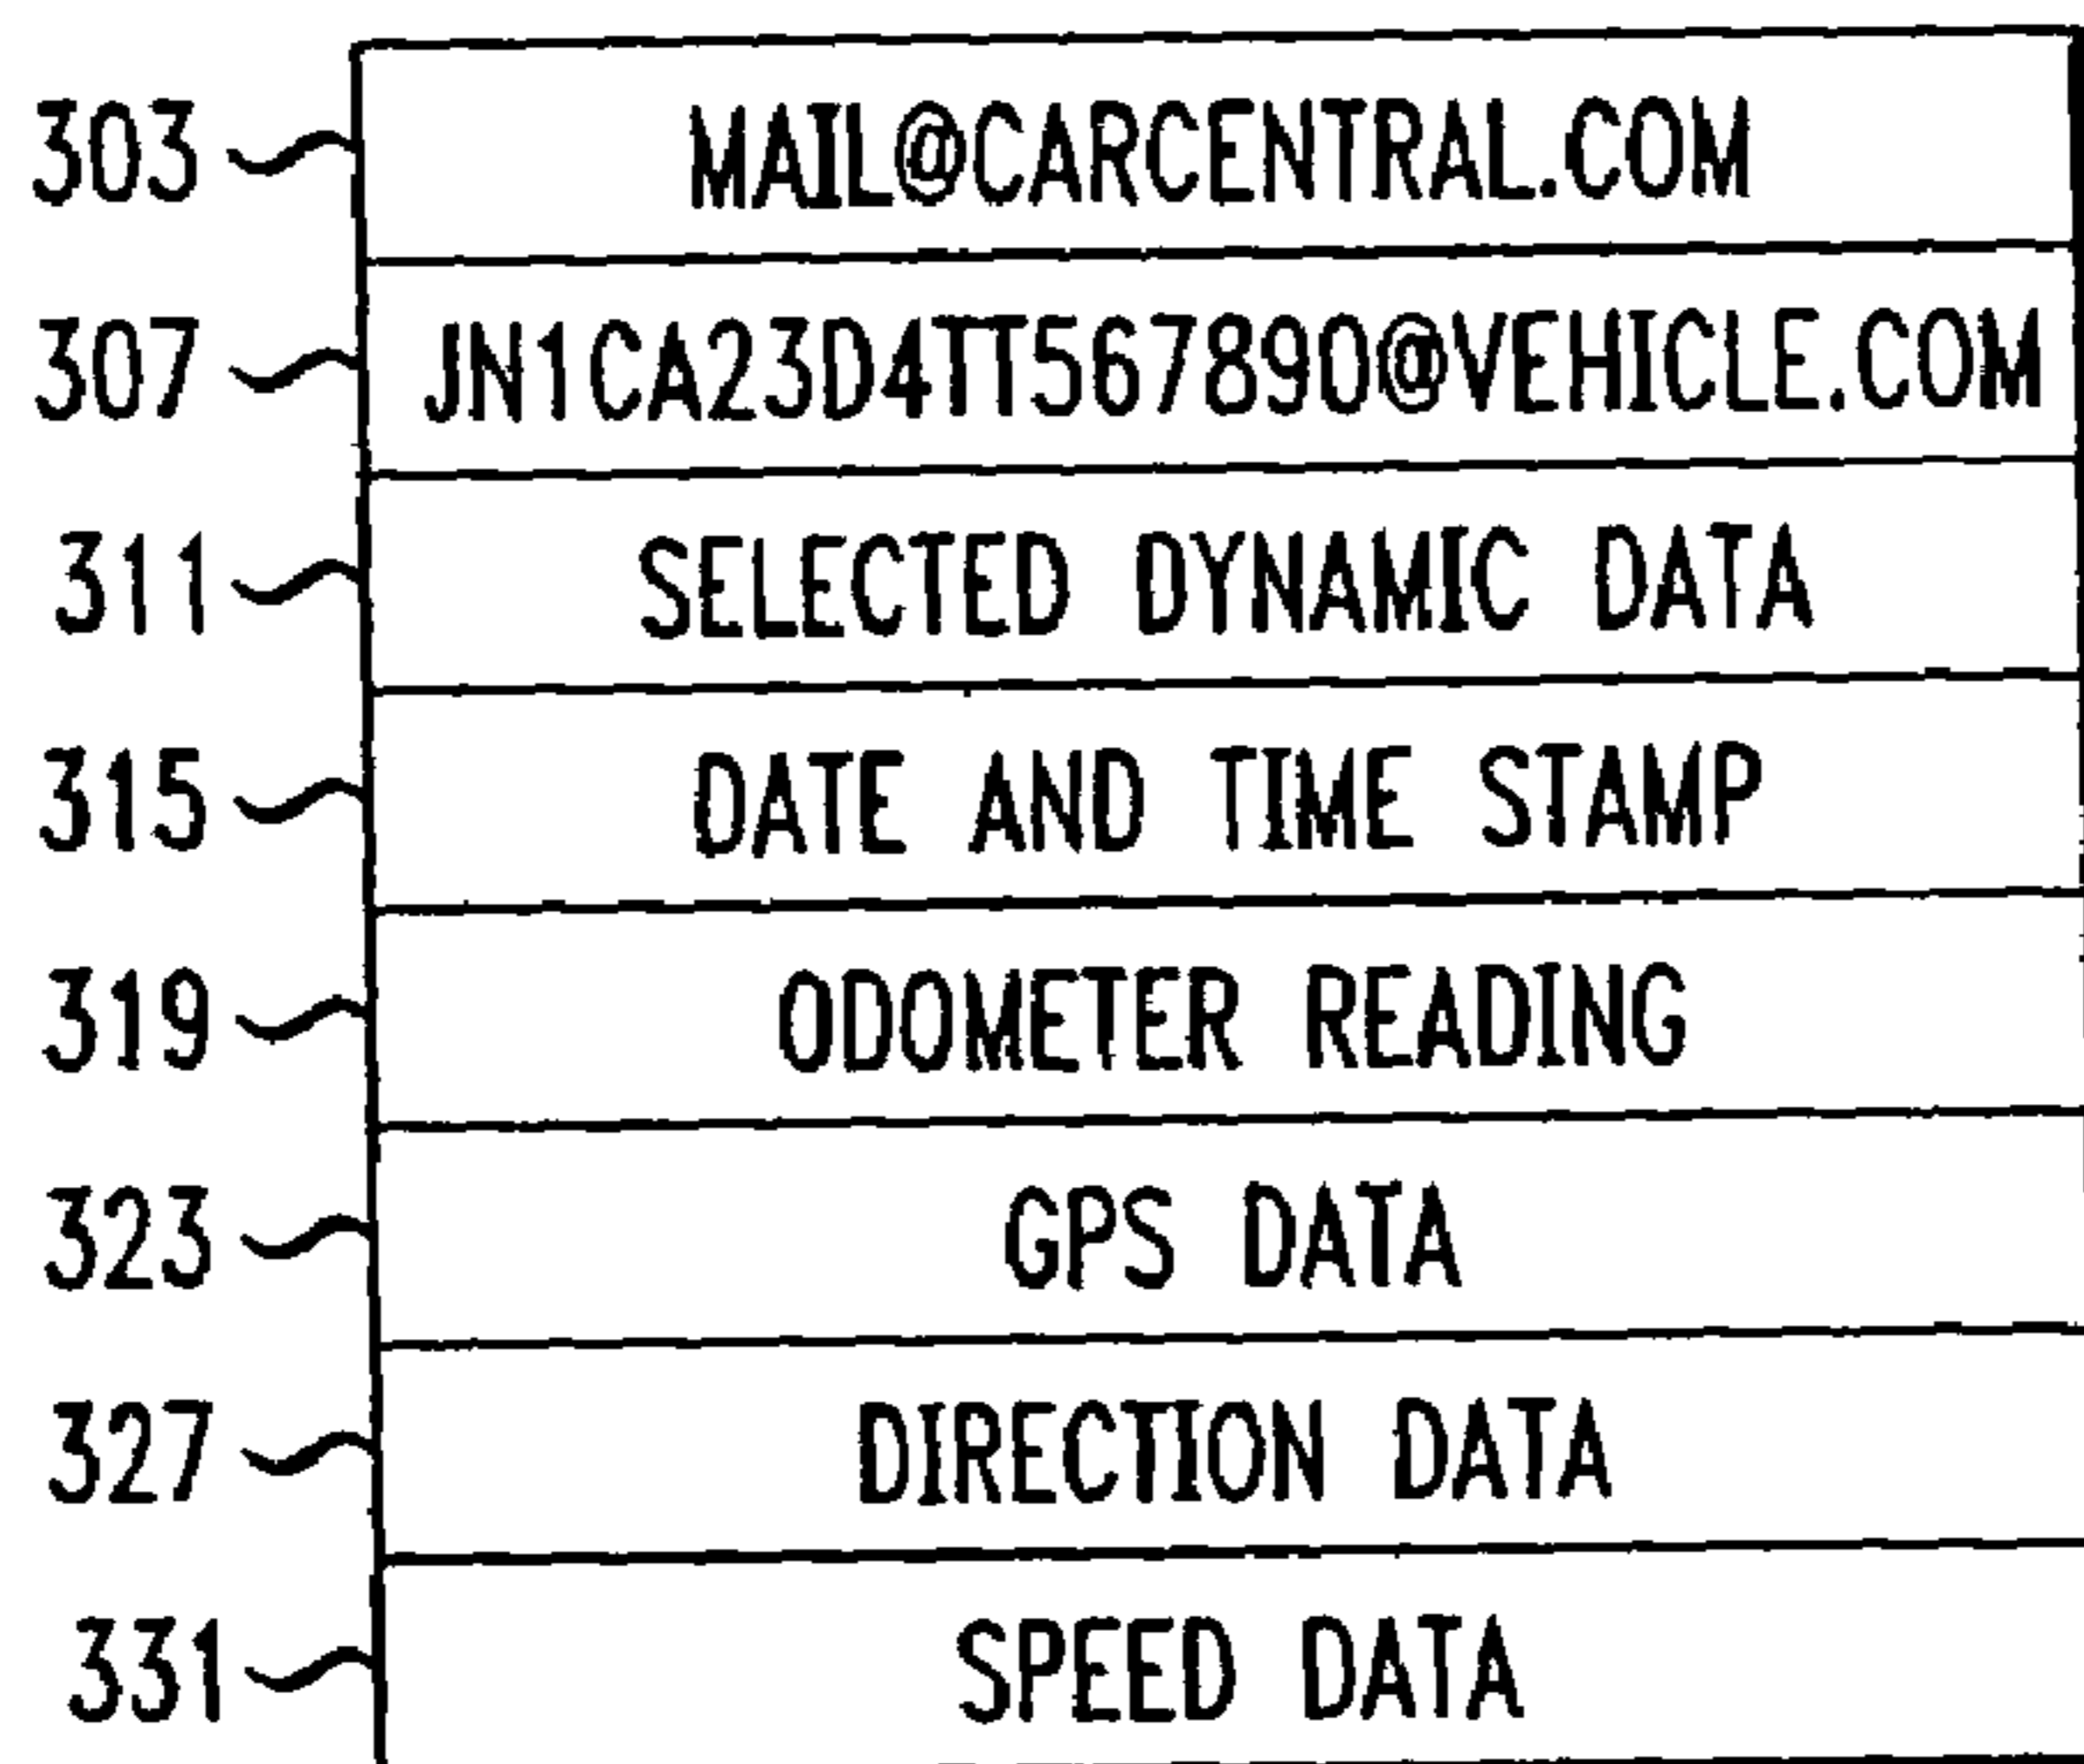 303 MAIL@CARCENTRAL.COM
307 JN1CA23D4TT567890@VEHICLE.COM
311 SELECTED DYNAMIC DATA
315 DATE AND TIME STAMP
319 ODOMETER READING
323 GPS DATA
327 DIRECTION DATA
331 SPEED DATA